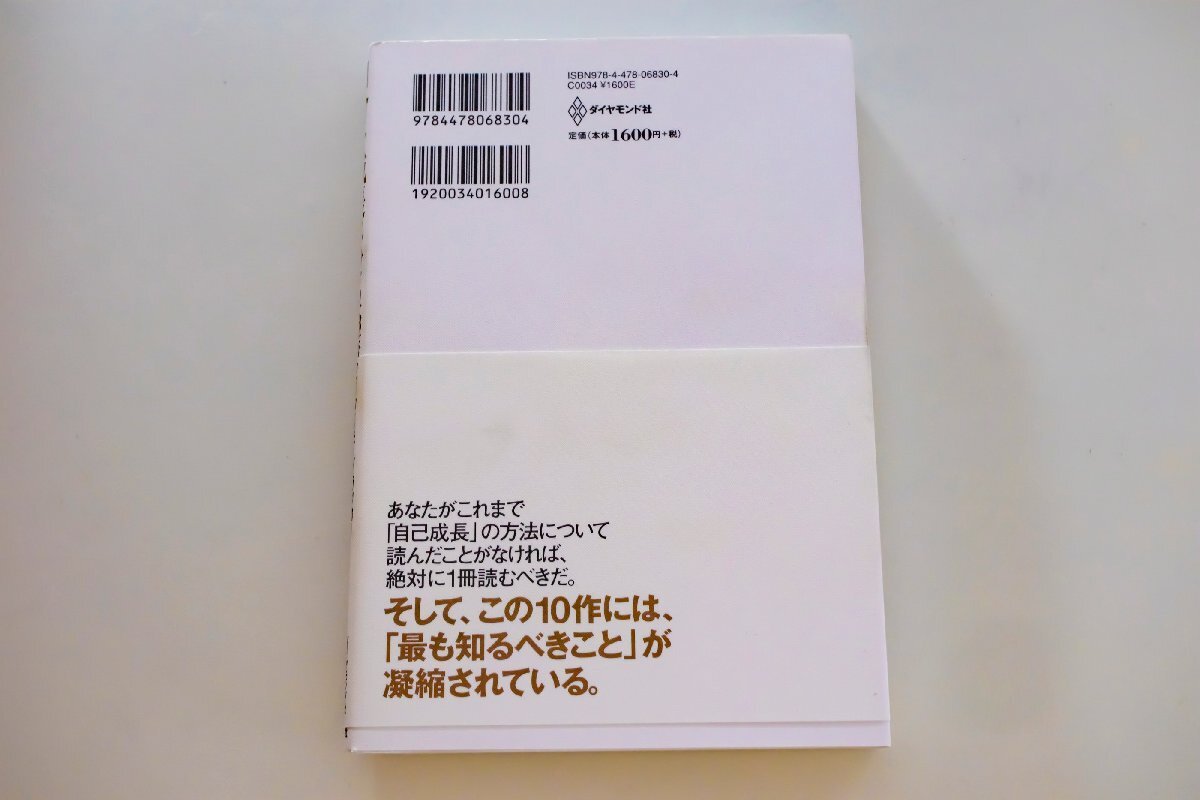 ISBN978-4-478-06830-4
C0034 ¥1600E
ダイヤモンド社
定価(本体1600円+税)
9784478068304
1920034016008
あなたがこれまで
「自己成長」の方法について
読んだことがなければ、
絶対に1冊読むべきだ。
そして、この10作には、
「最も知るべきこと」が
凝縮されている。